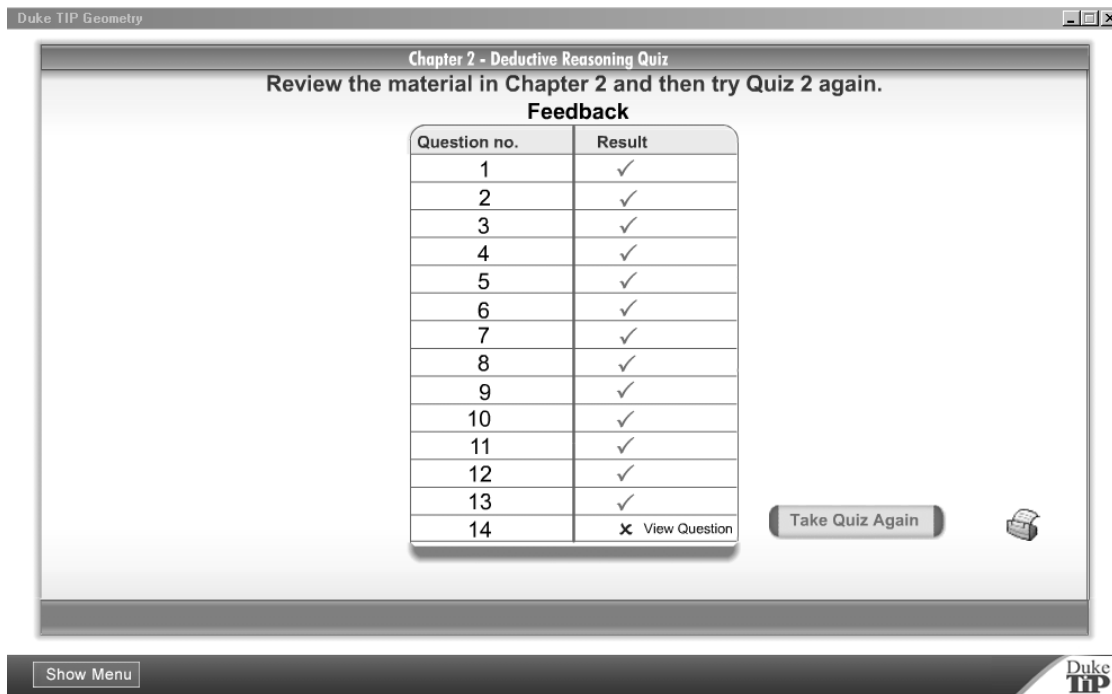 Duke TIP Geometry
Chapter 2 - Deductive Reasoning Quiz
Review the material in Chapter 2 and then try Quiz 2 again.
Feedback
Question no. Result
1 ✓
2 ✓
3 ✓
4 ✓
5 ✓
6 ✓
7 ✓
8 ✓
9 ✓
10 ✓
11 ✓
12 ✓
13 ✓
14 ✗ View Question
Take Quiz Again
Show Menu
Duke
TiP